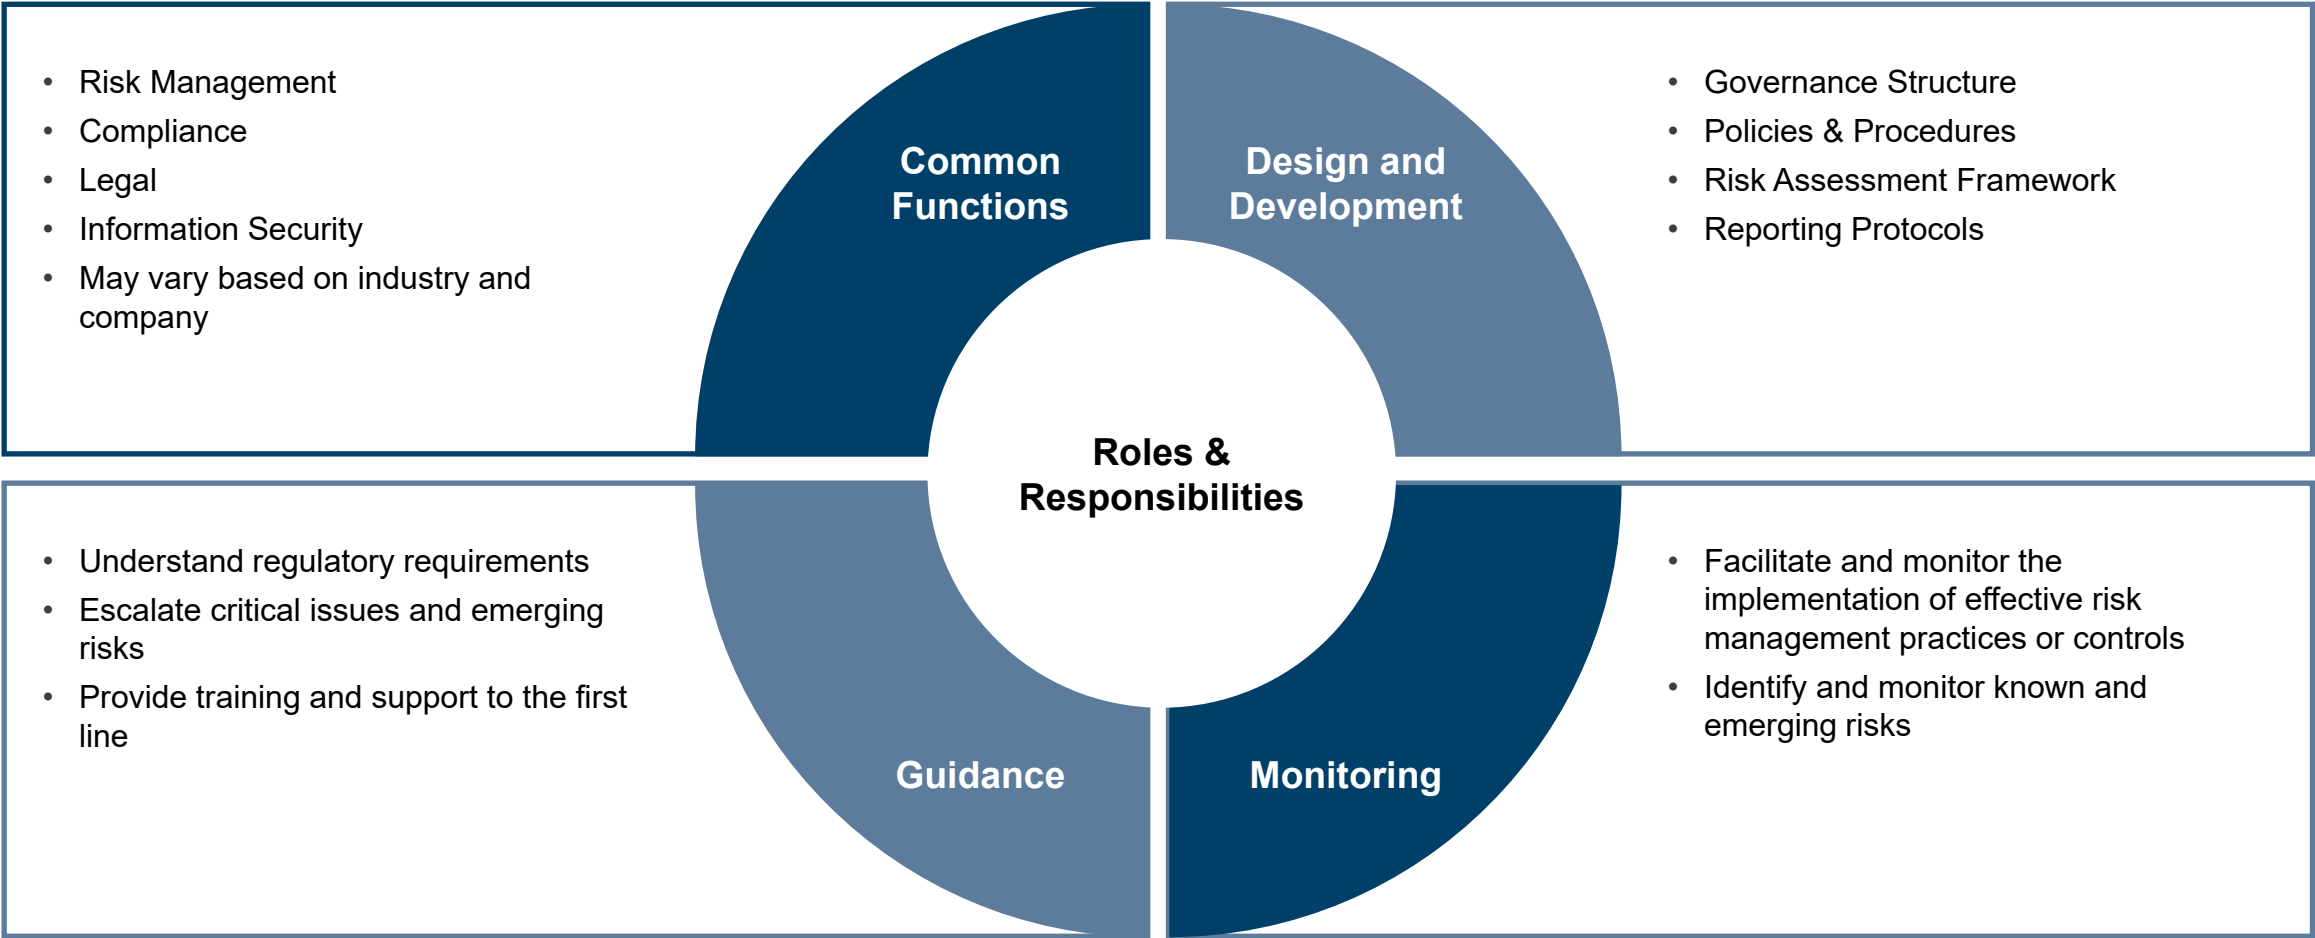 • Risk Management
• Compliance
• Legal
• Information Security
• May vary based on industry and
company
Common
Functions
Design and
Development
• Governance Structure
• Policies & Procedures
• Risk Assessment Framework
• Reporting Protocols
Roles &
Responsibilities
• Understand regulatory requirements
• Escalate critical issues and emerging
risks
• Provide training and support to the first
line
Guidance
Monitoring
• Facilitate and monitor the
implementation of effective risk
management practices or controls
• Identify and monitor known and
emerging risks